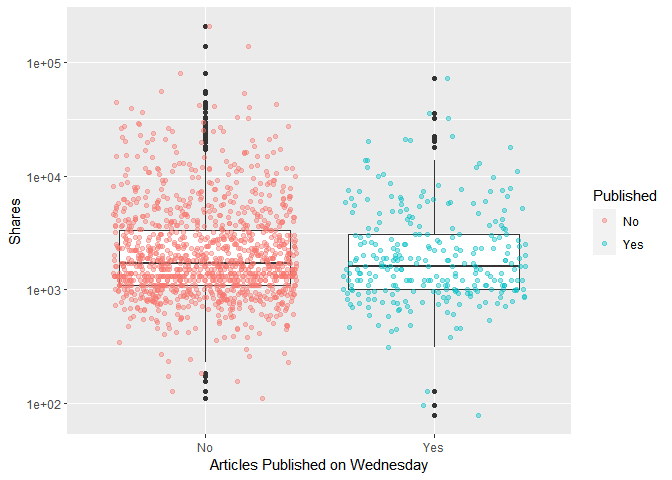 Shares
1e+05
1e+04
1e+03
1e+02
No
Yes
Articles Published on Wednesday
Published
No
Yes